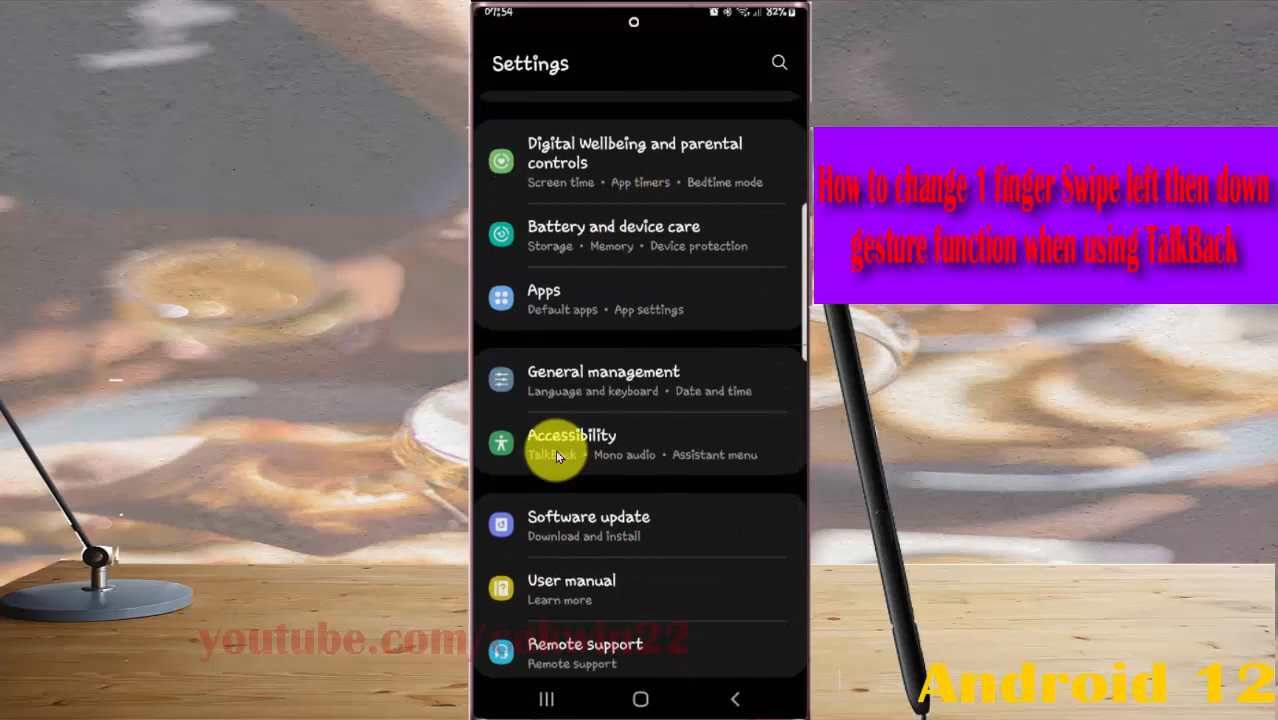 07:54
82%
Settings
Digital Wellbeing and parental
controls
Screen time • App timers • Bedtime mode
Battery and device care
Storage • Memory • Device protection
Apps
Default apps • App settings
General management
Language and keyboard • Date and time
Accessibility
TalkBack • Mono audio • Assistant menu
Software update
Download and install
User manual
Learn more
Remote support
Remote support
How to change 1 finger Swipe left then down
gesture function when using TalkBack
youtube.com/
Android 12